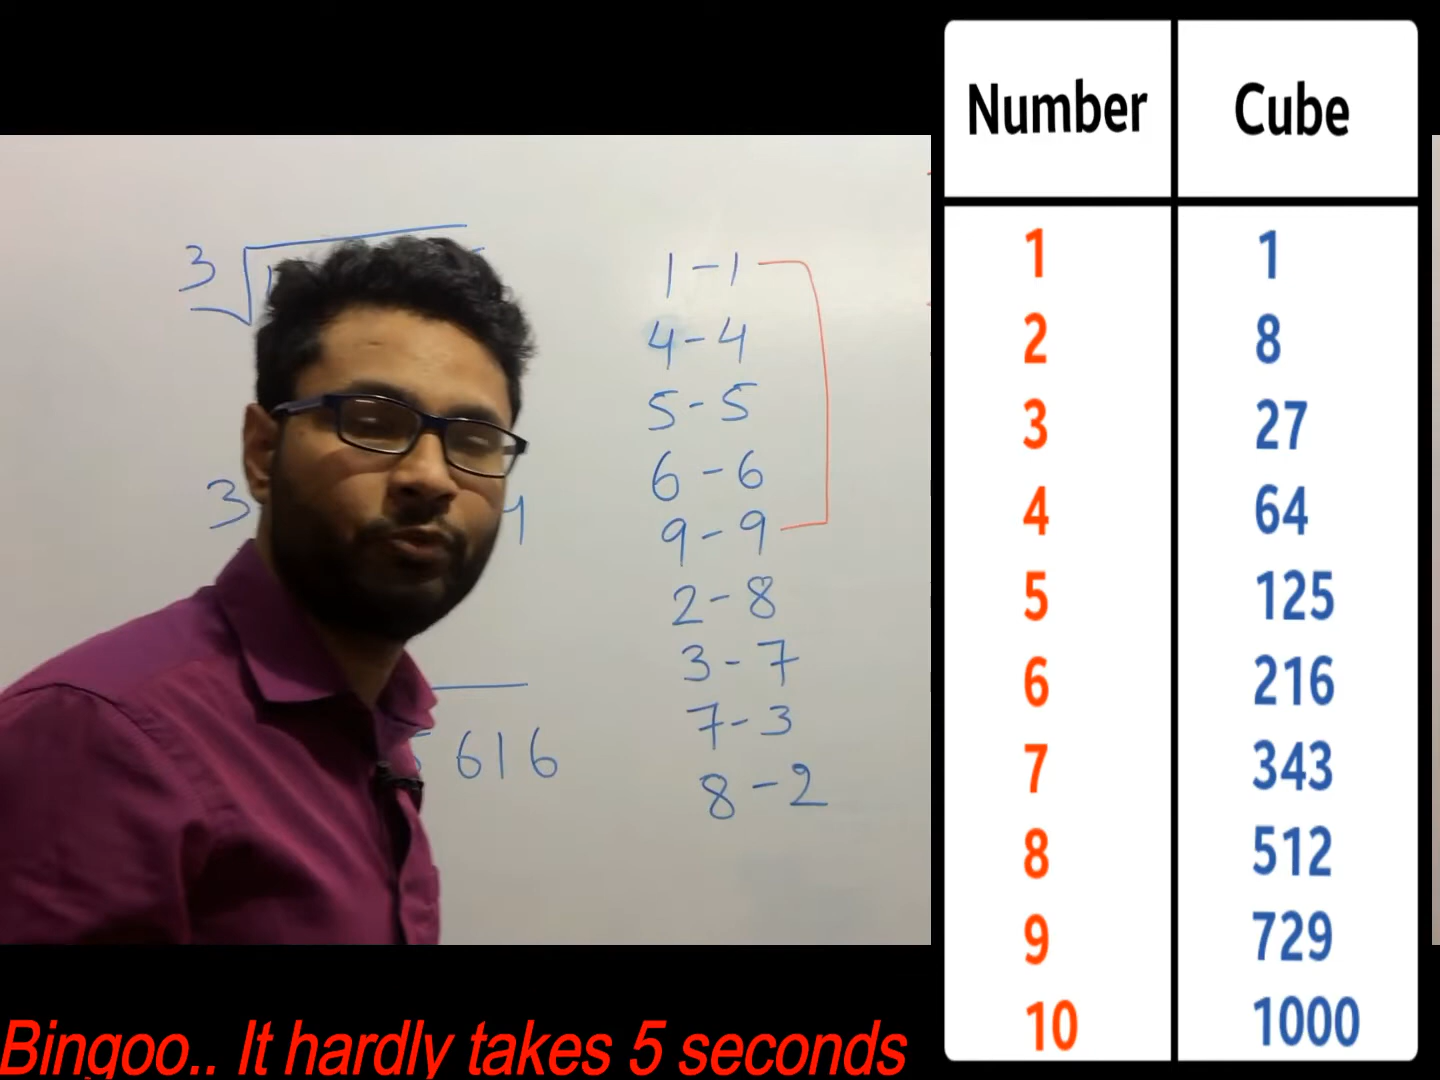 3
3
616
1 - 1
4 - 4
5 - 5
6 - 6
9 - 9
2 - 8
3 - 7
7 - 3
8 - 2
Number Cube
1 1
2 8
3 27
4 64
5 125
6 216
7 343
8 512
9 729
10 1000
Bingoo.. It hardly takes 5 seconds